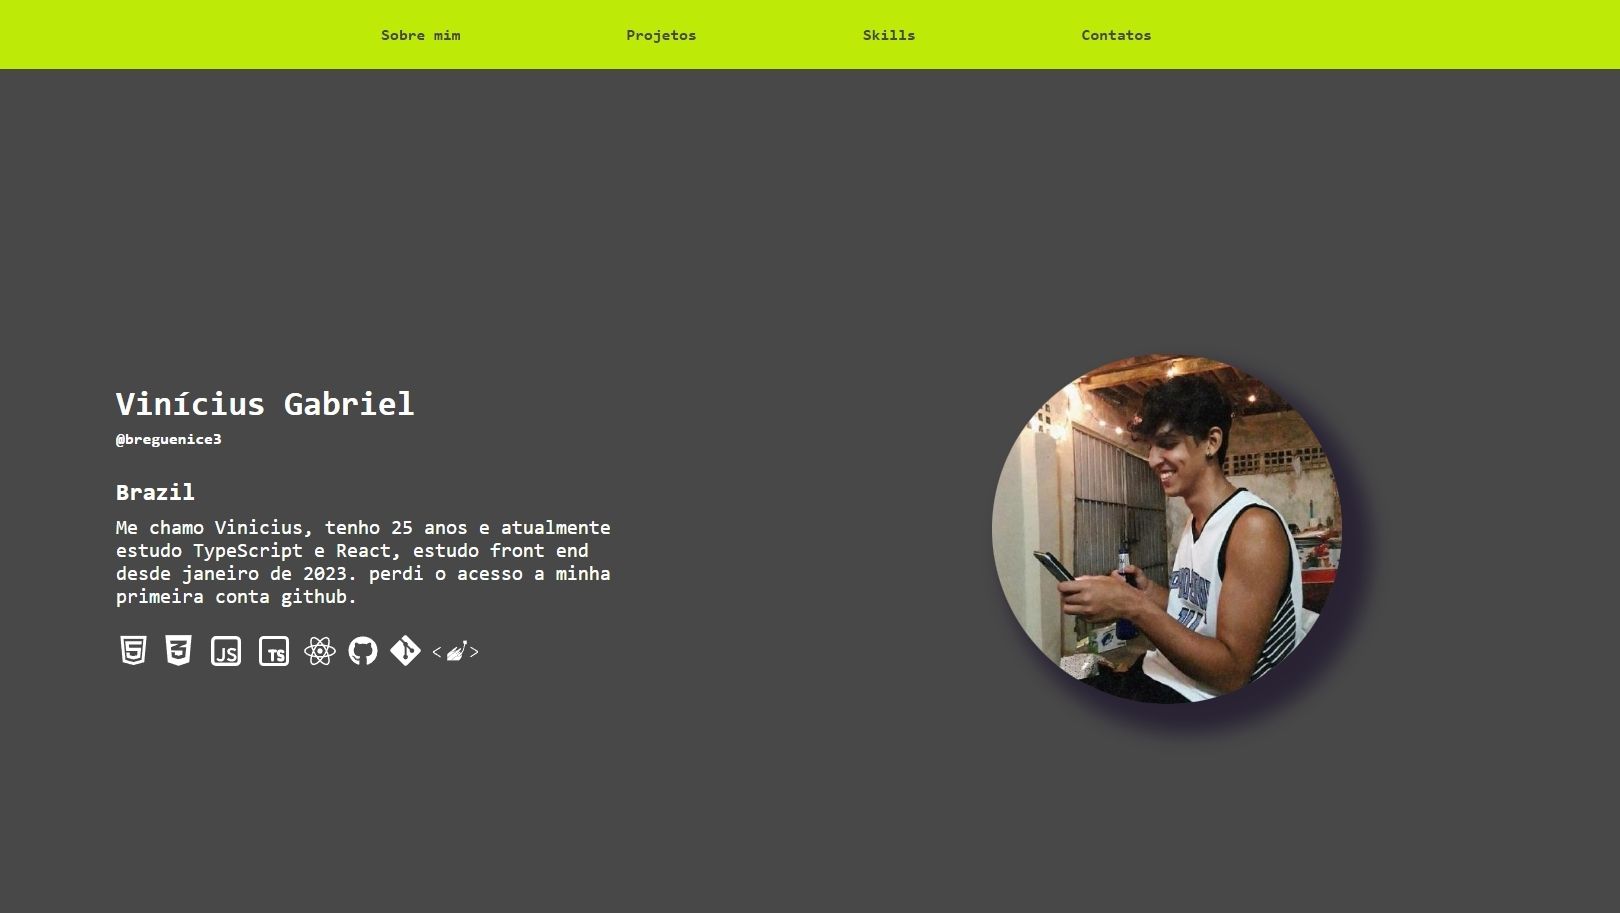 Sobre mim
Projetos
Skills
Contatos
Vinícius Gabriel
@breguenice3
Brazil
Me chamo Vinicius, tenho 25 anos e atualmente
estudo TypeScript e React, estudo front end
desde janeiro de 2023. perdi o acesso a minha
primeira conta github.
JS
TS